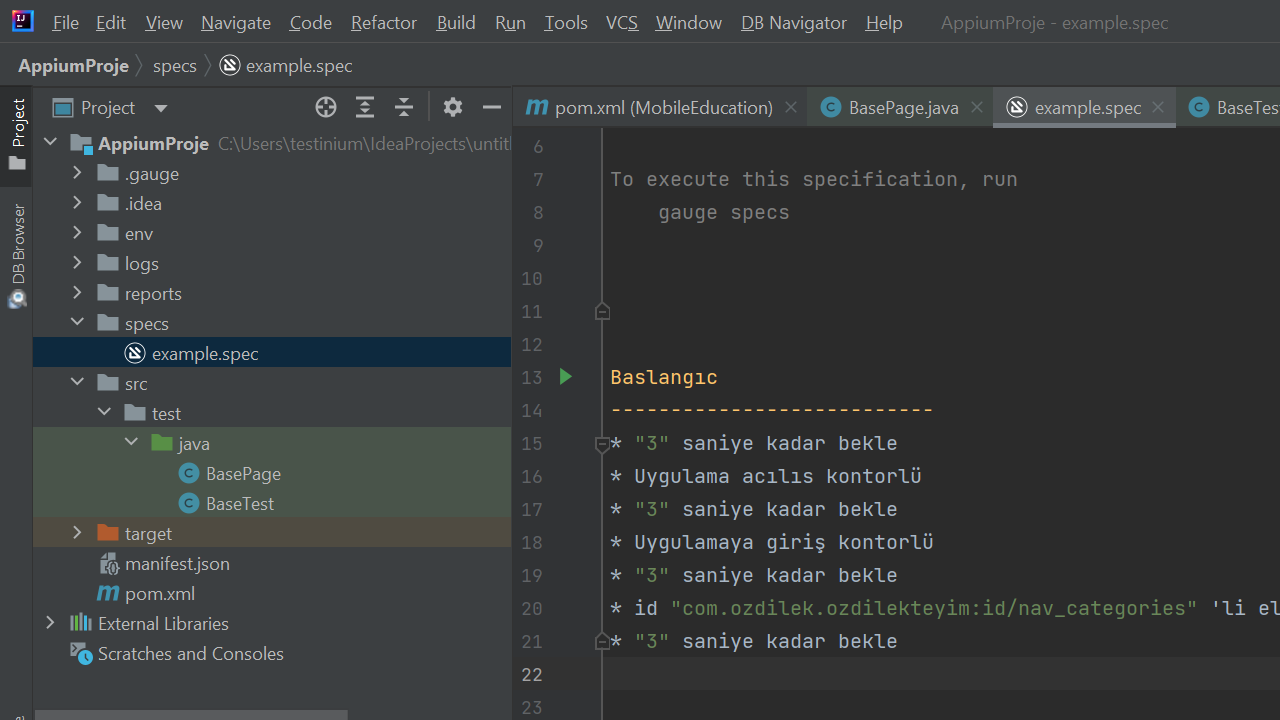 File Edit View Navigate Code Refactor Build Run Tools VCS Window DB Navigator Help AppiumProje - example.spec
AppiumProje specs example.spec
Project
DB Browser
Project
AppiumProje C:\Users\testinium\IdeaProjects\untitl
.gauge
.idea
env
logs
reports
specs
example.spec
src
test
java
BasePage
BaseTest
target
manifest.json
pom.xml
External Libraries
Scratches and Consoles
pom.xml (MobileEducation) BasePage.java example.spec BaseTes
6
7 To execute this specification, run
8 gauge specs
9
10
11
12
13 Baslangıc
14 ---------------------------
15 * "3" saniye kadar bekle
16 * Uygulama acılıs kontorlü
17 * "3" saniye kadar bekle
18 * Uygulamaya giriş kontorlü
19 * "3" saniye kadar bekle
20 * id "com.ozdilek.ozdilekteyim:id/nav_categories" 'li el
21 * "3" saniye kadar bekle
22
23